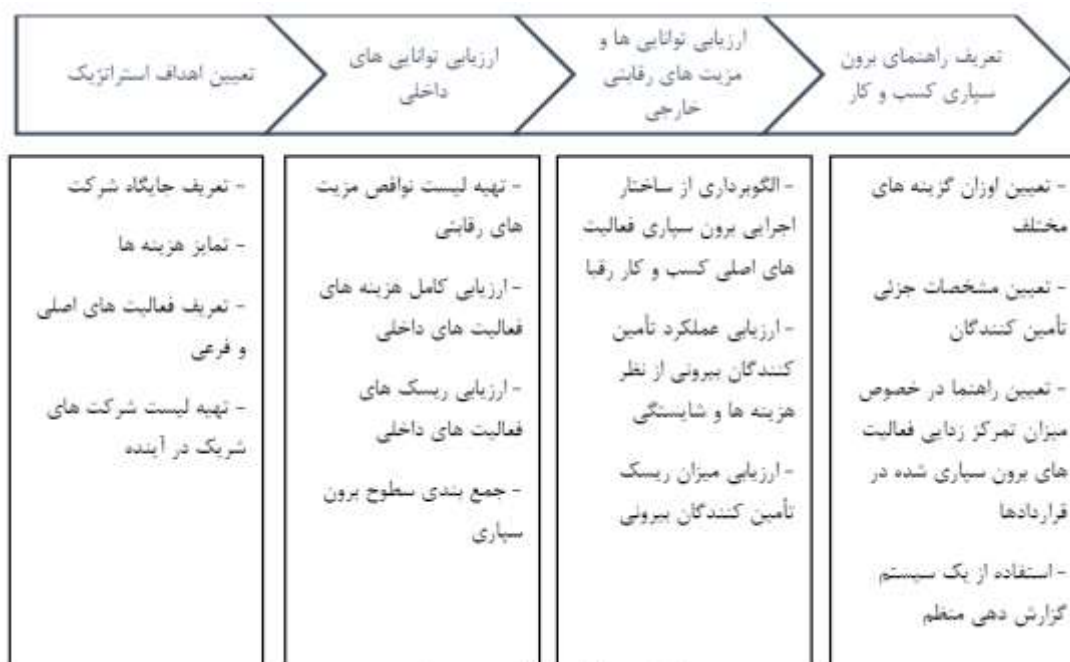 تعیین اهداف استراتژیک
ارزیابی توانایی های
داخلی
ارزیابی توانایی ها و
مزیت های رقابتی
خارجی
تعریف راهنمای برون
سپاری کسب و کار
- تعریف جایگاه شرکت
- تمایز هزینه ها
- تعریف فعالیت های اصلی
و فرعی
- تهیه لیست شرکت های
شریک در آینده
- تهیه لیست نواقص مزیت
های رقابتی
- ارزیابی کامل هزینه های
فعالیت های داخلی
- ارزیابی ریسک های
فعالیت های داخلی
- جمع بندی سطوح برون
سپاری
- الگوبرداری از ساختار
اجرایی برون سپاری فعالیت
های اصلی کسب و کار رقبا
- ارزیابی عملکرد تأمین
کنندگان بیرونی از نظر
هزینه ها و شایستگی
- ارزیابی میزان ریسک
تأمین کنندگان بیرونی
- تعیین اوزان گزینه های
مختلف
- تعیین مشخصات جزئی
تأمین کنندگان
- تعیین راهنما در خصوص
میزان تمرکز زدایی فعالیت
های برون سپاری شده در
قراردادها
- استفاده از یک سیستم
گزارش دهی منظم